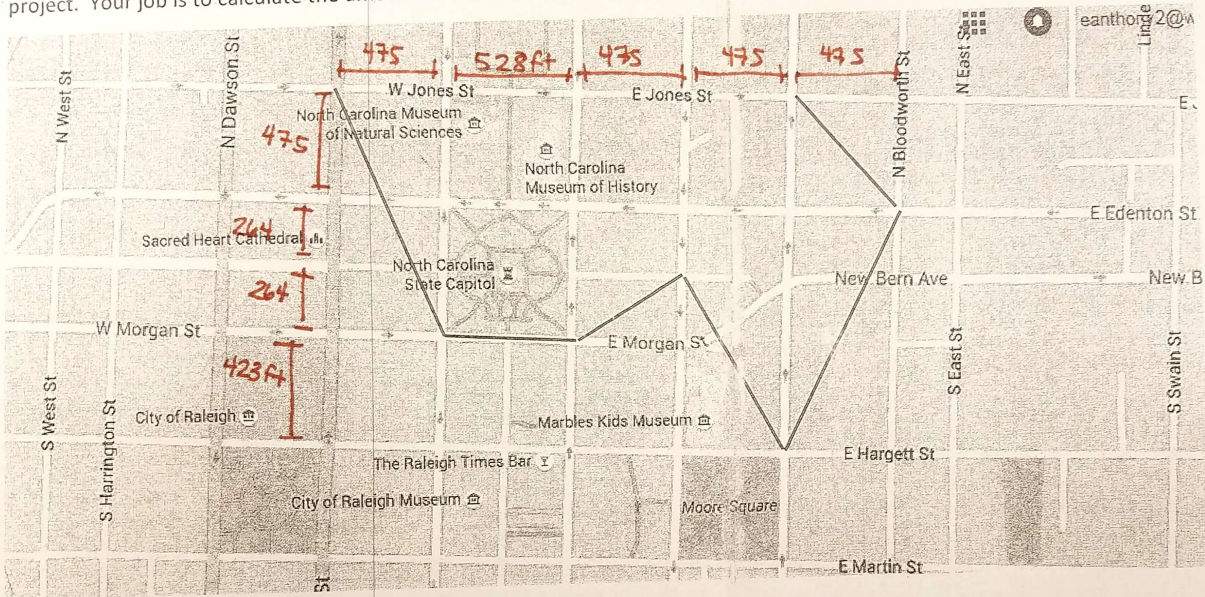 project. Your job is to calculate the
eanthorp2@w
475
528ft
475
475
475
N West St
N Dawson St
N Bloodworth St
N East St
W Jones St
E Jones St
North Carolina Museum
of Natural Sciences
475
North Carolina
Museum of History
E Edenton St
Sacred Heart Cathedral
264
North Carolina
State Capitol
264
New Bern Ave
New B
W Morgan St
E Morgan St
423ft
S West St
S Harrington St
S East St
S Swain St
City of Raleigh
Marbles Kids Museum
The Raleigh Times Bar
E Hargett St
City of Raleigh Museum
Moore Square
E Martin St
St